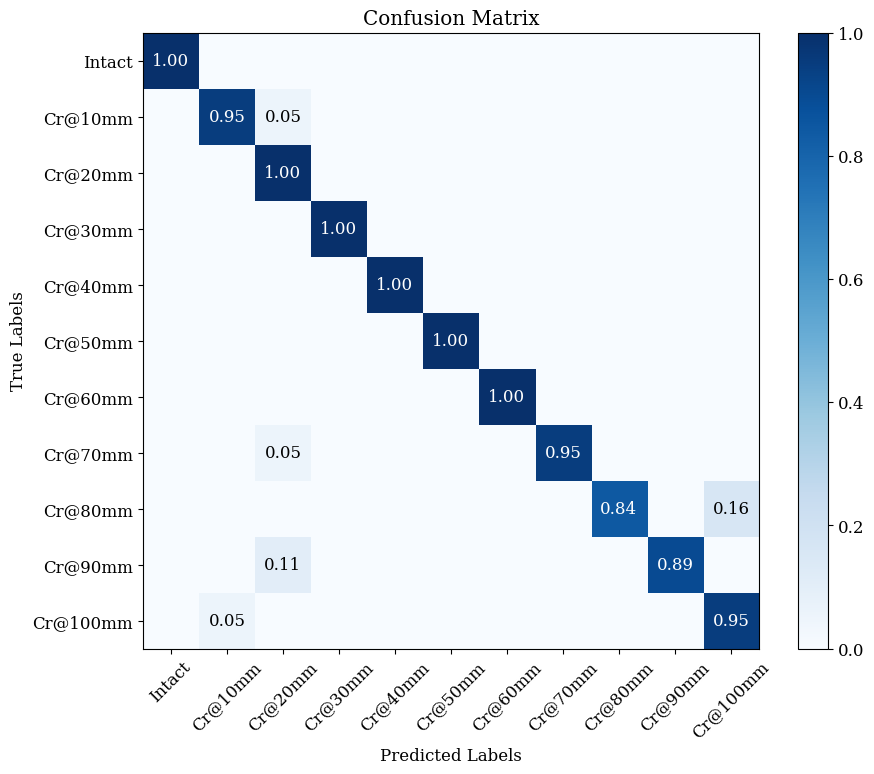 Confusion Matrix
True Labels
Intact 1.00
Cr@10mm 0.95 0.05
Cr@20mm 1.00
Cr@30mm 1.00
Cr@40mm 1.00
Cr@50mm 1.00
Cr@60mm 1.00
Cr@70mm 0.05 0.95
Cr@80mm 0.84 0.16
Cr@90mm 0.11 0.89
Cr@100mm 0.05 0.95
Intact Cr@10mm Cr@20mm Cr@30mm Cr@40mm Cr@50mm Cr@60mm Cr@70mm Cr@80mm Cr@90mm Cr@100mm
Predicted Labels
1.0
0.8
0.6
0.4
0.2
0.0